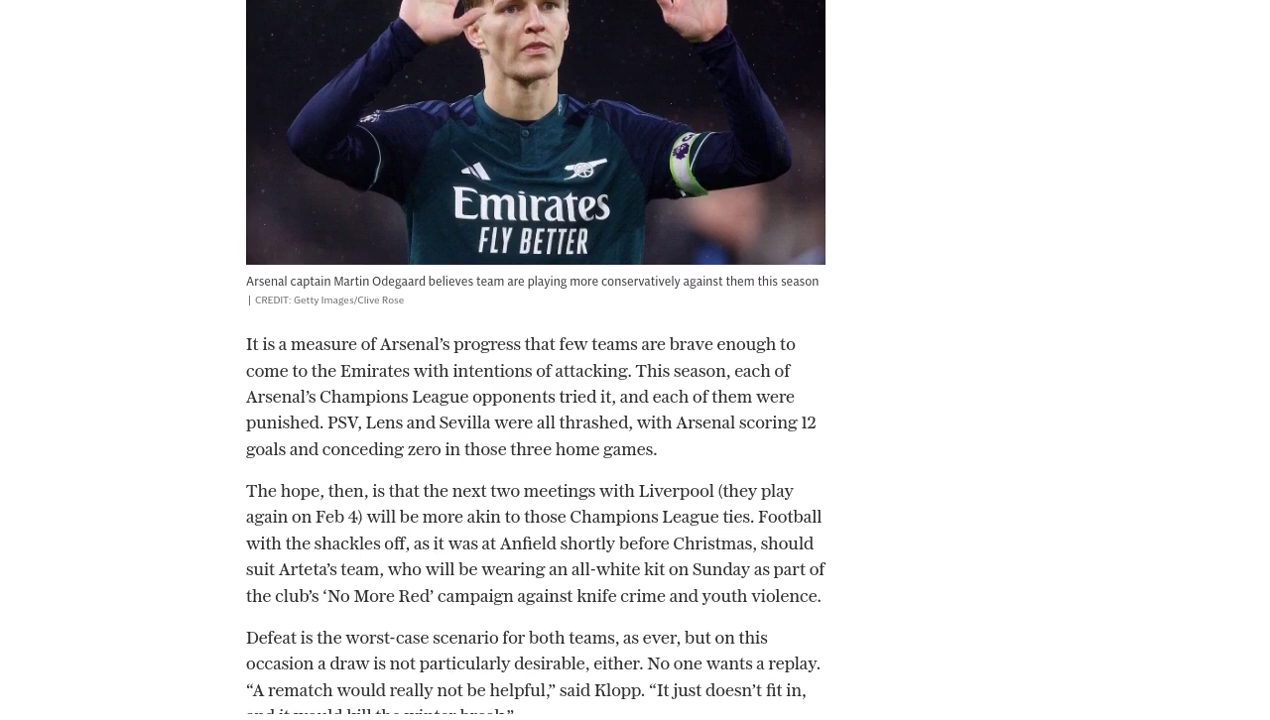 Emirates
FLY BETTER
Arsenal captain Martin Odegaard believes team are playing more conservatively against them this season
| CREDIT: Getty Images/Clive Rose
It is a measure of Arsenal’s progress that few teams are brave enough to
come to the Emirates with intentions of attacking. This season, each of
Arsenal’s Champions League opponents tried it, and each of them were
punished. PSV, Lens and Sevilla were all thrashed, with Arsenal scoring 12
goals and conceding zero in those three home games.
The hope, then, is that the next two meetings with Liverpool (they play
again on Feb 4) will be more akin to those Champions League ties. Football
with the shackles off, as it was at Anfield shortly before Christmas, should
suit Arteta’s team, who will be wearing an all-white kit on Sunday as part of
the club’s ‘No More Red’ campaign against knife crime and youth violence.
Defeat is the worst-case scenario for both teams, as ever, but on this
occasion a draw is not particularly desirable, either. No one wants a replay.
“A rematch would really not be helpful,” said Klopp. “It just doesn’t fit in,
and it would kill the winter break.”